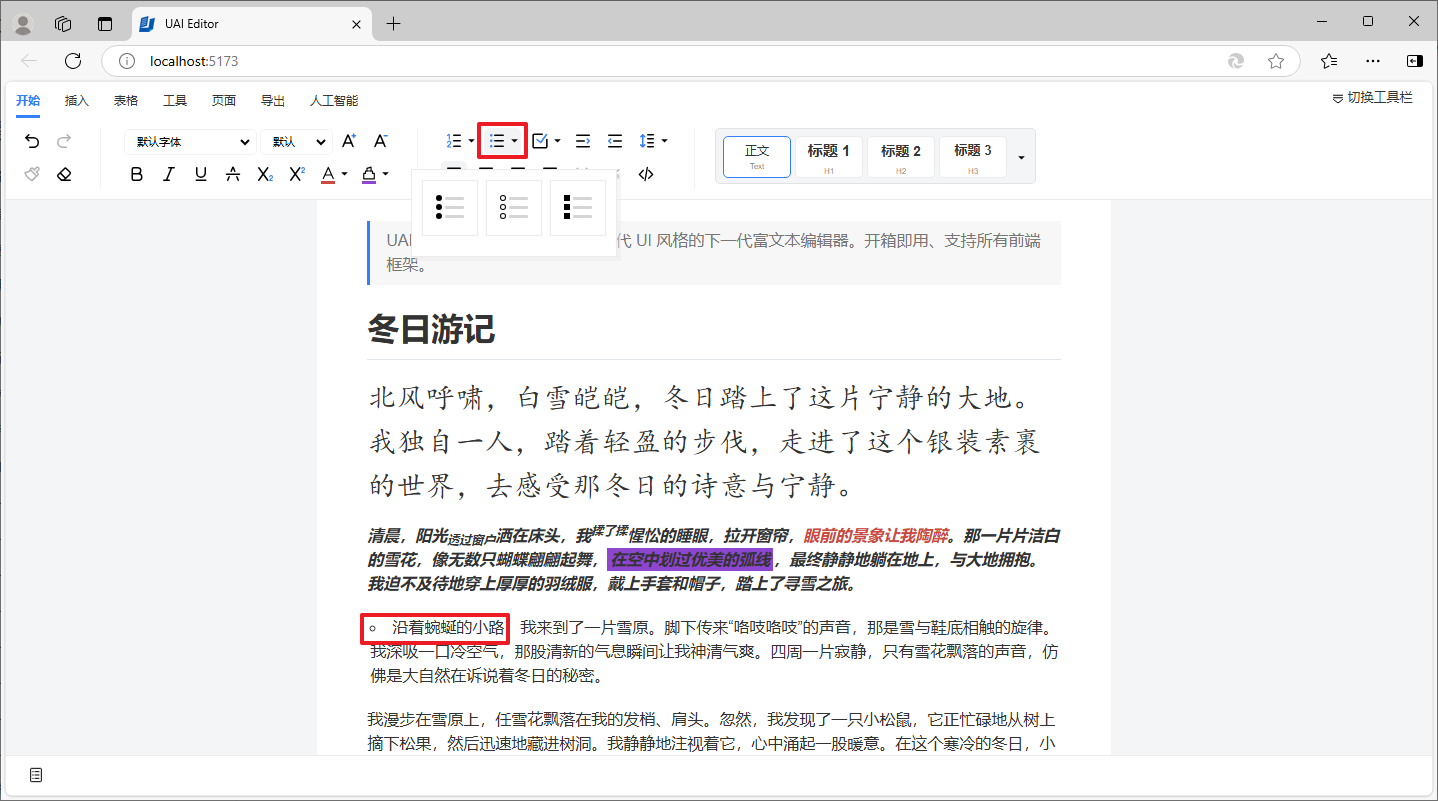 UAI Editor
localhost:5173
开始 插入 表格 工具 页面 导出 人工智能 切换工具栏
默认字体 默认 A+ A-
B I U A X₂ X² A
正文 Text
标题 1 H1
标题 2 H2
标题 3 H3
UAI 代 UI 风格的下一代富文本编辑器。开箱即用、支持所有前端
框架。
冬日游记
北风呼啸，白雪皑皑，冬日踏上了这片宁静的大地。
我独自一人，踏着轻盈的步伐，走进了这个银装素裹
的世界，去感受那冬日的诗意与宁静。
清晨，阳光透过窗户洒在床头，我揉了揉惺忪的睡眼，拉开窗帘，眼前的景象让我陶醉。那一片片洁白
的雪花，像无数只蝴蝶翩翩起舞，在空中划过优美的弧线，最终静静地躺在地上，与大地拥抱。
我迫不及待地穿上厚厚的羽绒服，戴上手套和帽子，踏上了寻雪之旅。
沿着蜿蜒的小路 我来到了一片雪原。脚下传来“咯吱咯吱”的声音，那是雪与鞋底相触的旋律。
我深吸一口冷空气，那股清新的气息瞬间让我神清气爽。四周一片寂静，只有雪花飘落的声音，仿
佛是大自然在诉说着冬日的秘密。
我漫步在雪原上，任雪花飘落在我的发梢、肩头。忽然，我发现了一只小松鼠，它正忙碌地从树上
摘下松果，然后迅速地藏进树洞。我静静地注视着它，心中涌起一股暖意。在这个寒冷的冬日，小